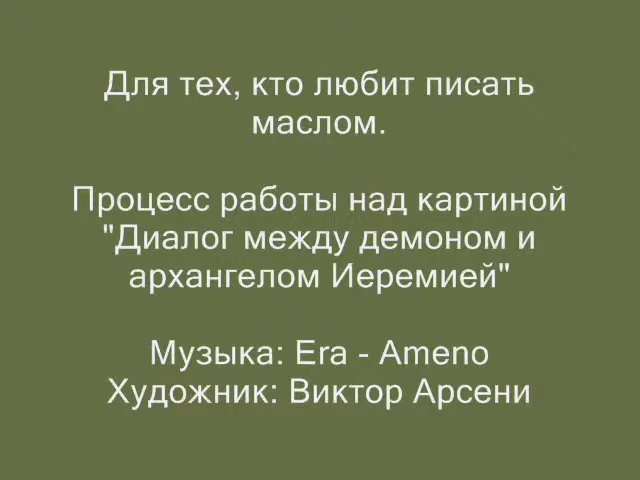 Для тех, кто любит писать
маслом.
Процесс работы над картиной
"Диалог между демоном и
архангелом Иеремией"
Музыка: Era - Ameno
Художник: Виктор Арсени